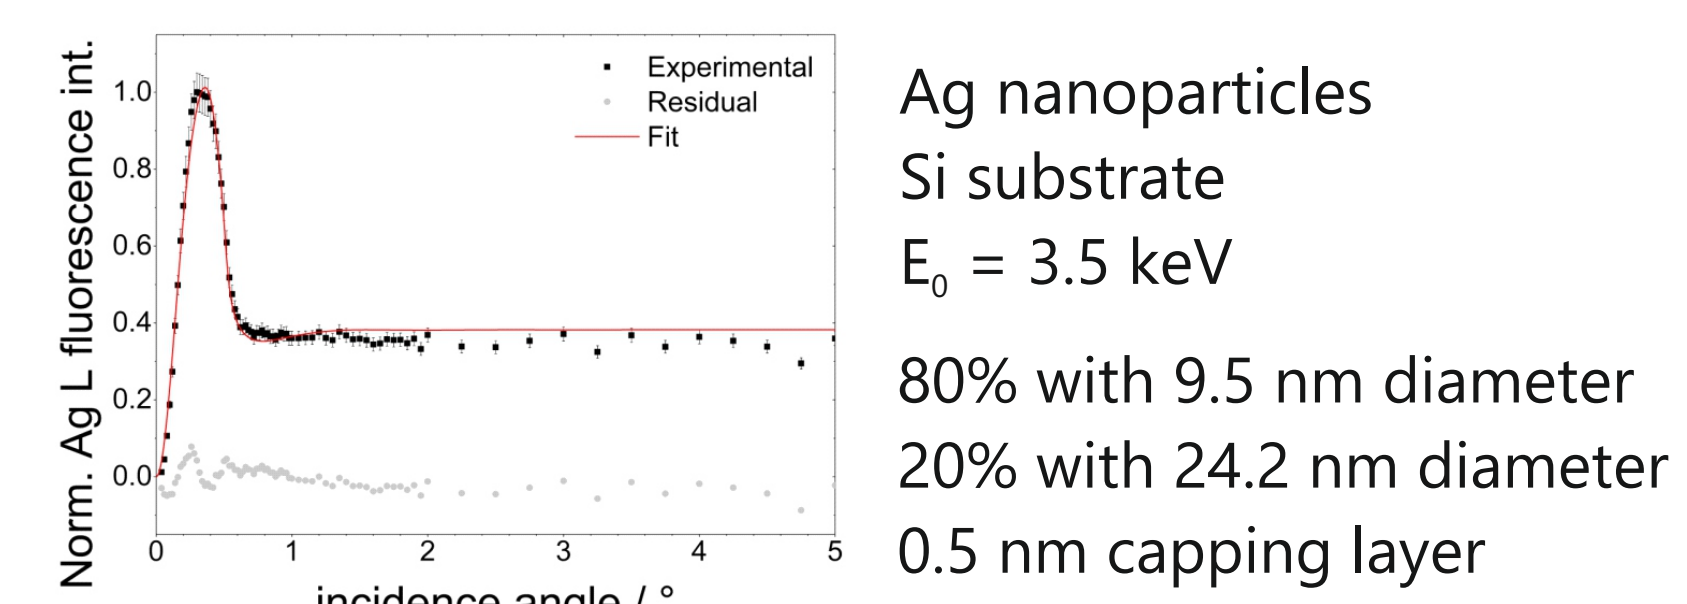 Norm. Ag L fluorescence int.
1.0
0.8
0.6
0.4
0.2
0.0
Experimental
Residual
Fit
0 1 2 3 4 5
incidence angle / °
Ag nanoparticles
Si substrate
E₀ = 3.5 keV
80% with 9.5 nm diameter
20% with 24.2 nm diameter
0.5 nm capping layer